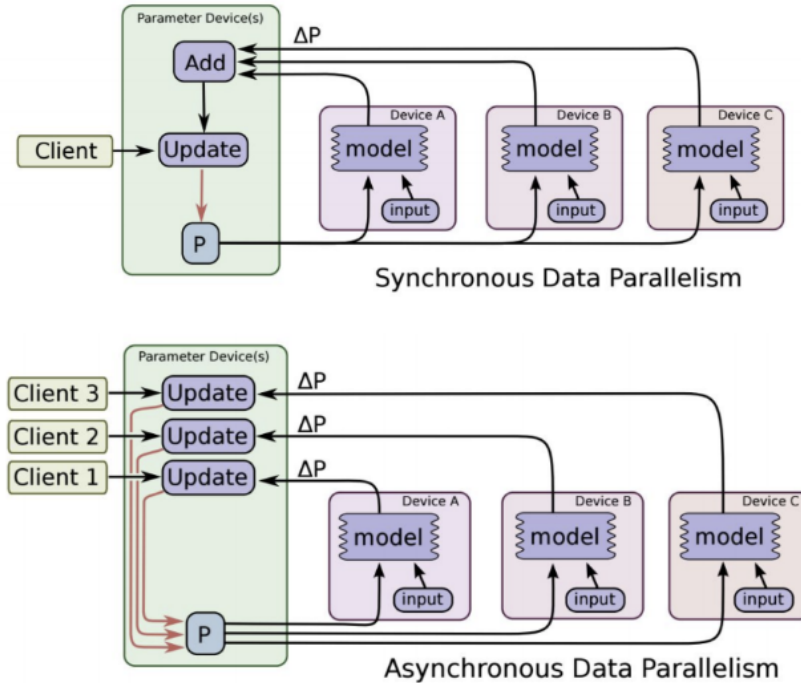 Parameter Device(s)
ΔP
Add
Device A
Device B
Device C
Client
Update
model
model
model
input
input
input
P
Synchronous Data Parallelism
Parameter Device(s)
Client 3
Update
ΔP
Client 2
Update
ΔP
Client 1
Update
ΔP
Device A
Device B
Device C
model
model
model
input
input
input
P
Asynchronous Data Parallelism